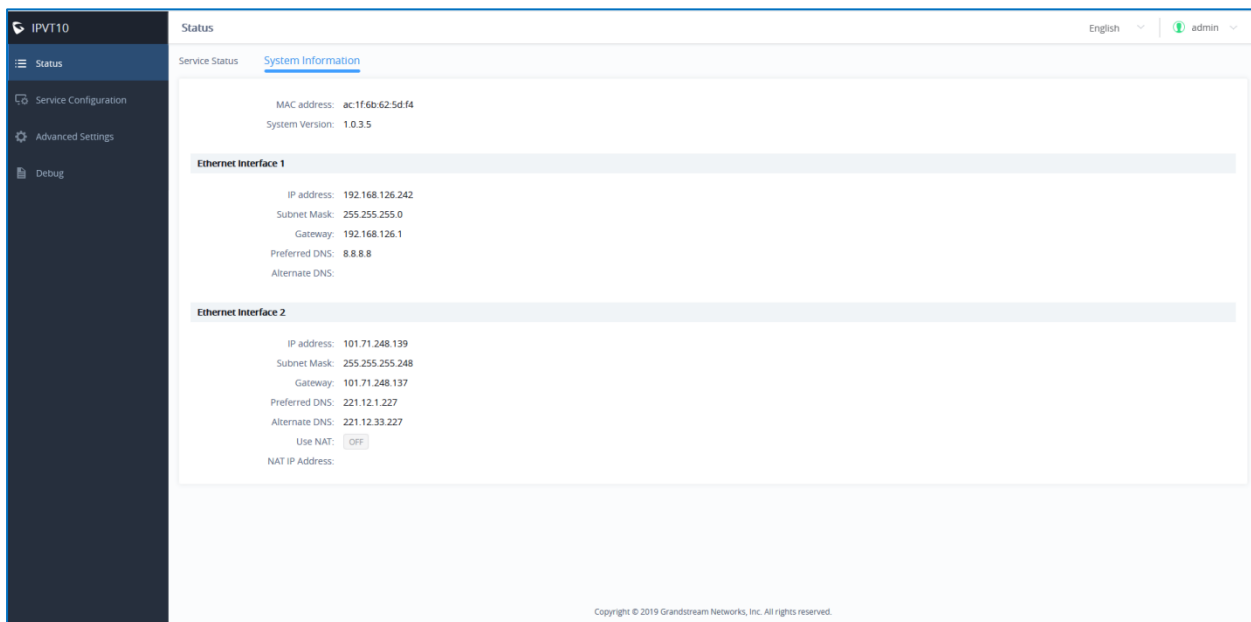 IPVT10
Status
English
admin
Status
Service Configuration
Advanced Settings
Debug
Service Status System Information
MAC address: ac:1f:6b:62:5d:f4
System Version: 1.0.3.5
Ethernet Interface 1
IP address: 192.168.126.242
Subnet Mask: 255.255.255.0
Gateway: 192.168.126.1
Preferred DNS: 8.8.8.8
Alternate DNS:
Ethernet Interface 2
IP address: 101.71.248.139
Subnet Mask: 255.255.255.248
Gateway: 101.71.248.137
Preferred DNS: 221.12.1.227
Alternate DNS: 221.12.33.227
Use NAT: OFF
NAT IP Address:
Copyright © 2019 Grandstream Networks, Inc. All rights reserved.